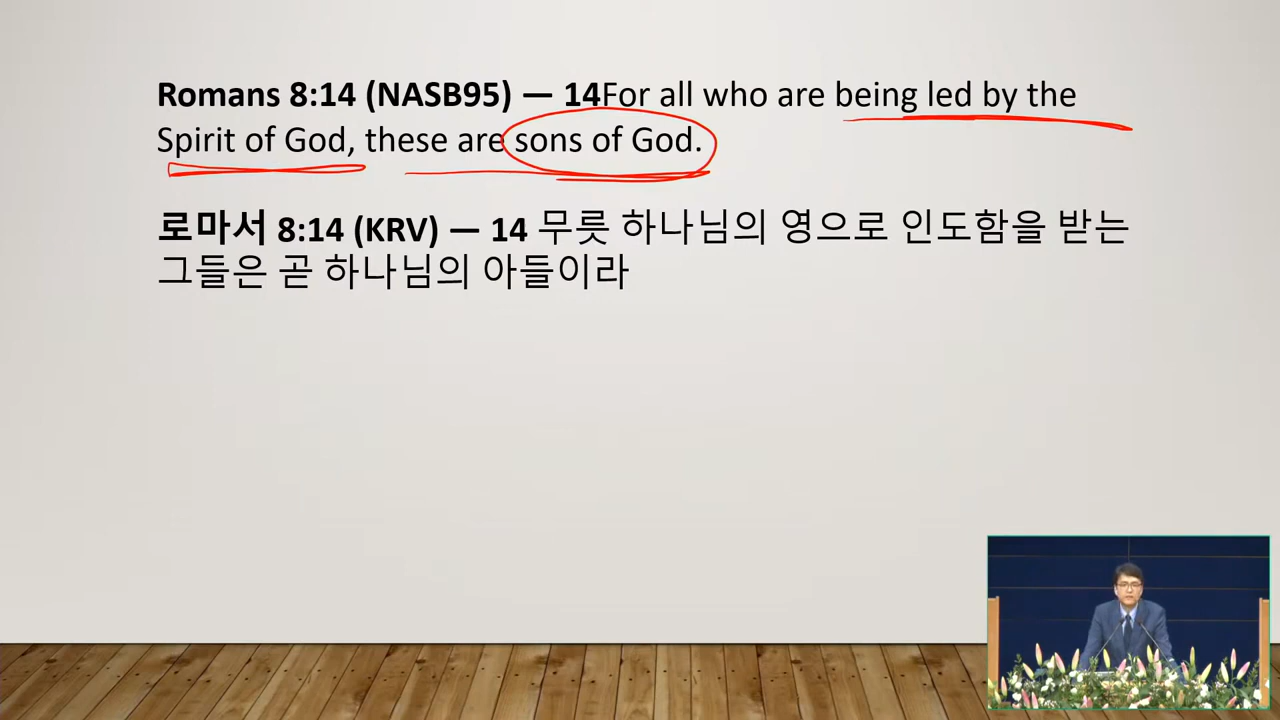 Romans 8:14 (NASB95) — 14For all who are being led by the
Spirit of God, these are sons of God.
로마서 8:14 (KRV) — 14 무릇 하나님의 영으로 인도함을 받는
그들은 곧 하나님의 아들이라